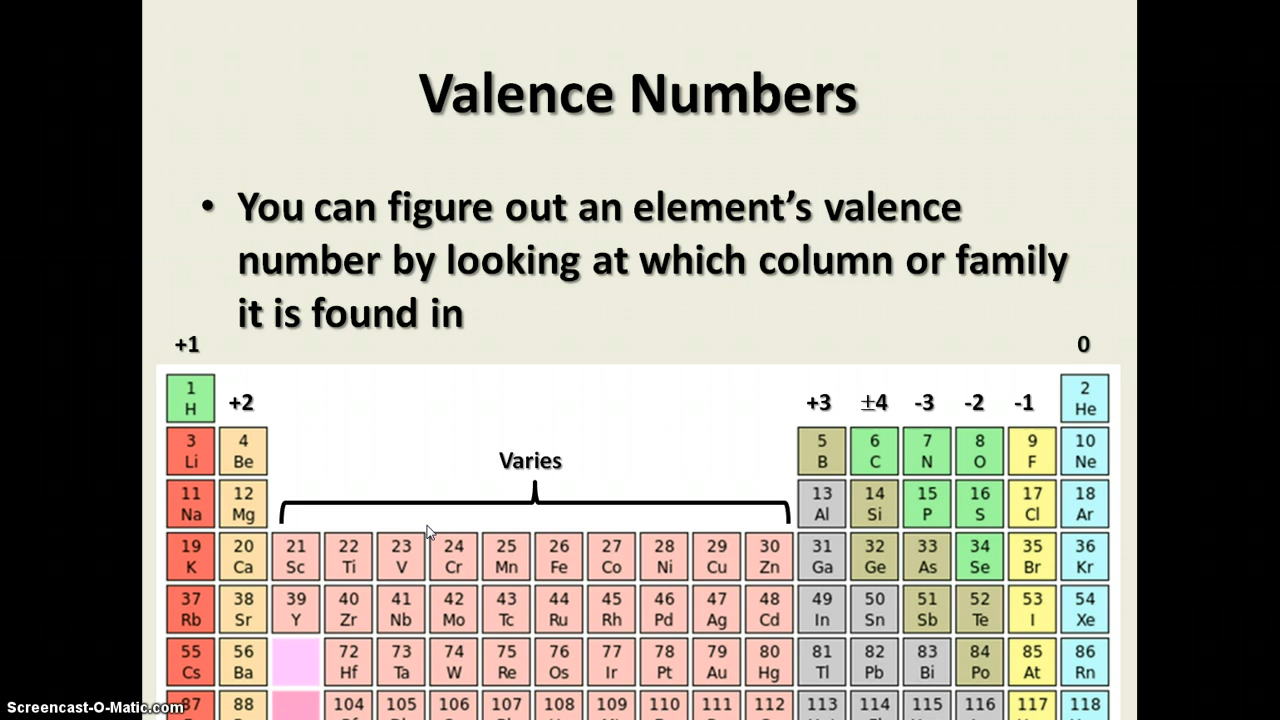 Valence Numbers
• You can figure out an element’s valence
number by looking at which column or family
it is found in
+1 0
1 2
H +2 +3 ±4 -3 -2 -1 He
3 4 5 6 7 8 9 10
Li Be Varies B C N O F Ne
11 12 13 14 15 16 17 18
Na Mg Al Si P S Cl Ar
19 20 21 22 23 24 25 26 27 28 29 30 31 32 33 34 35 36
K Ca Sc Ti V Cr Mn Fe Co Ni Cu Zn Ga Ge As Se Br Kr
37 38 39 40 41 42 43 44 45 46 47 48 49 50 51 52 53 54
Rb Sr Y Zr Nb Mo Tc Ru Rh Pd Ag Cd In Sn Sb Te I Xe
55 56 72 73 74 75 76 77 78 79 80 81 82 83 84 85 86
Cs Ba Hf Ta W Re Os Ir Pt Au Hg Tl Pb Bi Po At Rn
87 88 104 105 106 107 108 109 110 111 112 113 114 115 116 117 118
Screencast-O-Matic.com